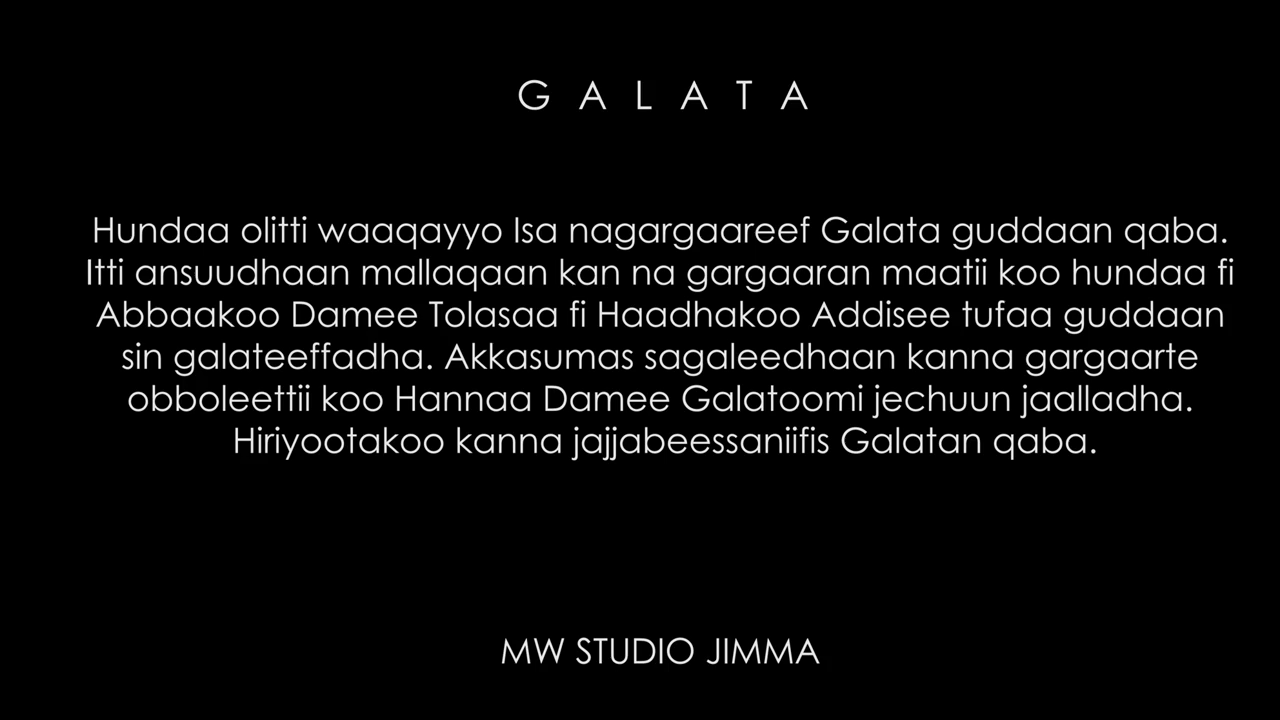 G A L A T A
Hundaa olitti waaqayyo Isa nagargaareef Galata guddaan qaba.
Itti ansuudhaan mallaqaan kan na gargaaran maatii koo hundaa fi
Abbaakoo Damee Tolasaa fi Haadhakoo Addisee tufaa guddaan
sin galateeffadha. Akkasumas sagaleedhaan kanna gargaarte
obboleettii koo Hannaa Damee Galatoomi jechuun jaalladha.
Hiriyootakoo kanna jajjabeessaniifis Galatan qaba.
MW STUDIO JIMMA